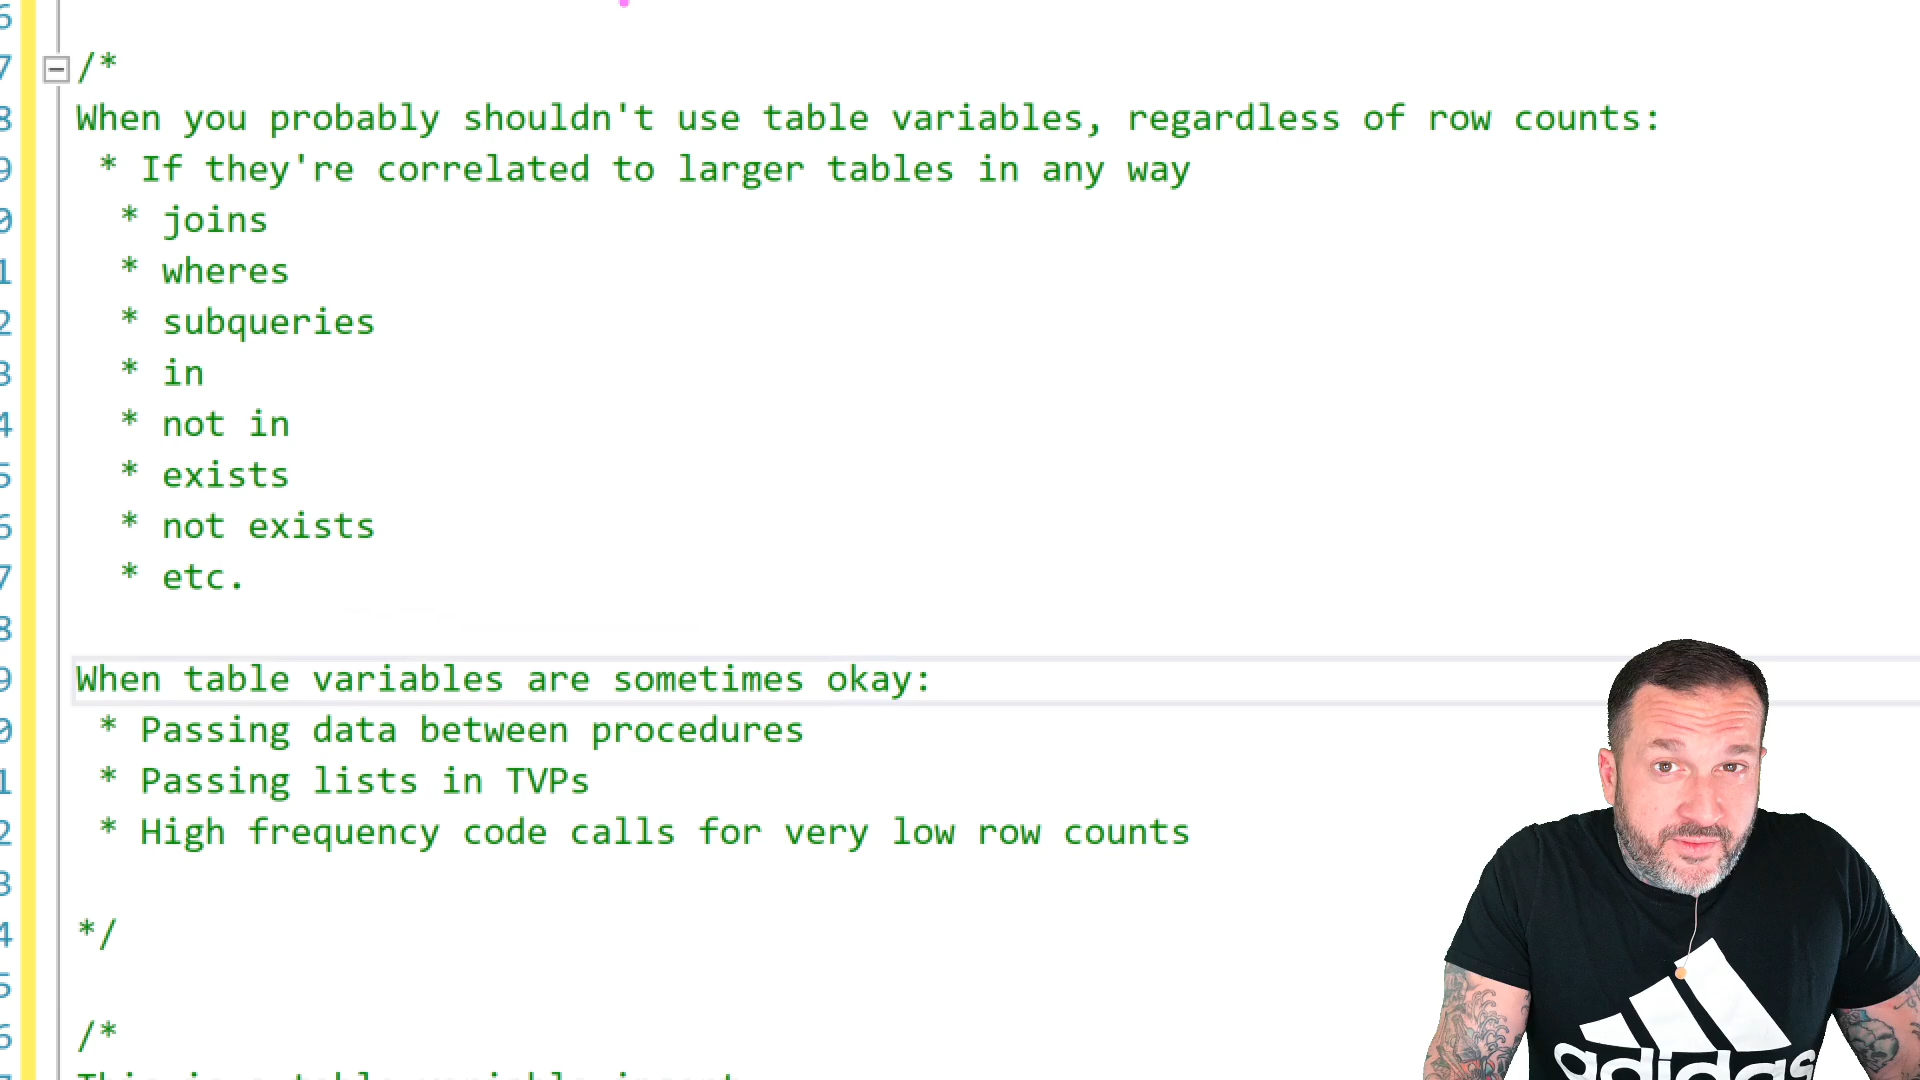 /*
When you probably shouldn't use table variables, regardless of row counts:
* If they're correlated to larger tables in any way
* joins
* wheres
* subqueries
* in
* not in
* exists
* not exists
* etc.
When table variables are sometimes okay:
* Passing data between procedures
* Passing lists in TVPs
* High frequency code calls for very low row counts
*/
/*
adidas